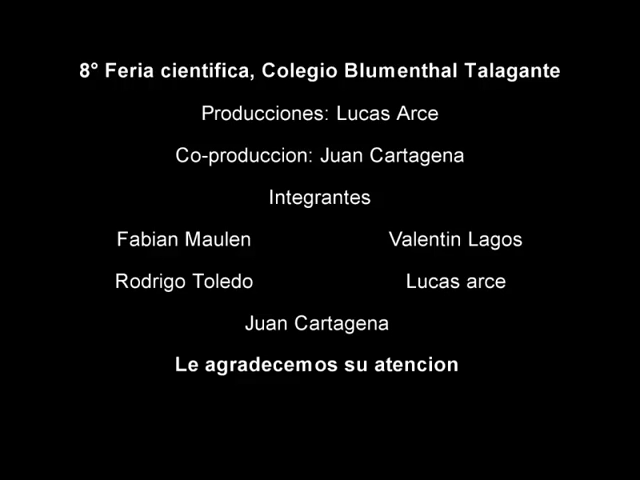 8° Feria cientifica, Colegio Blumenthal Talagante
Producciones: Lucas Arce
Co-produccion: Juan Cartagena
Integrantes
Fabian Maulen Valentin Lagos
Rodrigo Toledo Lucas arce
Juan Cartagena
Le agradecemos su atencion